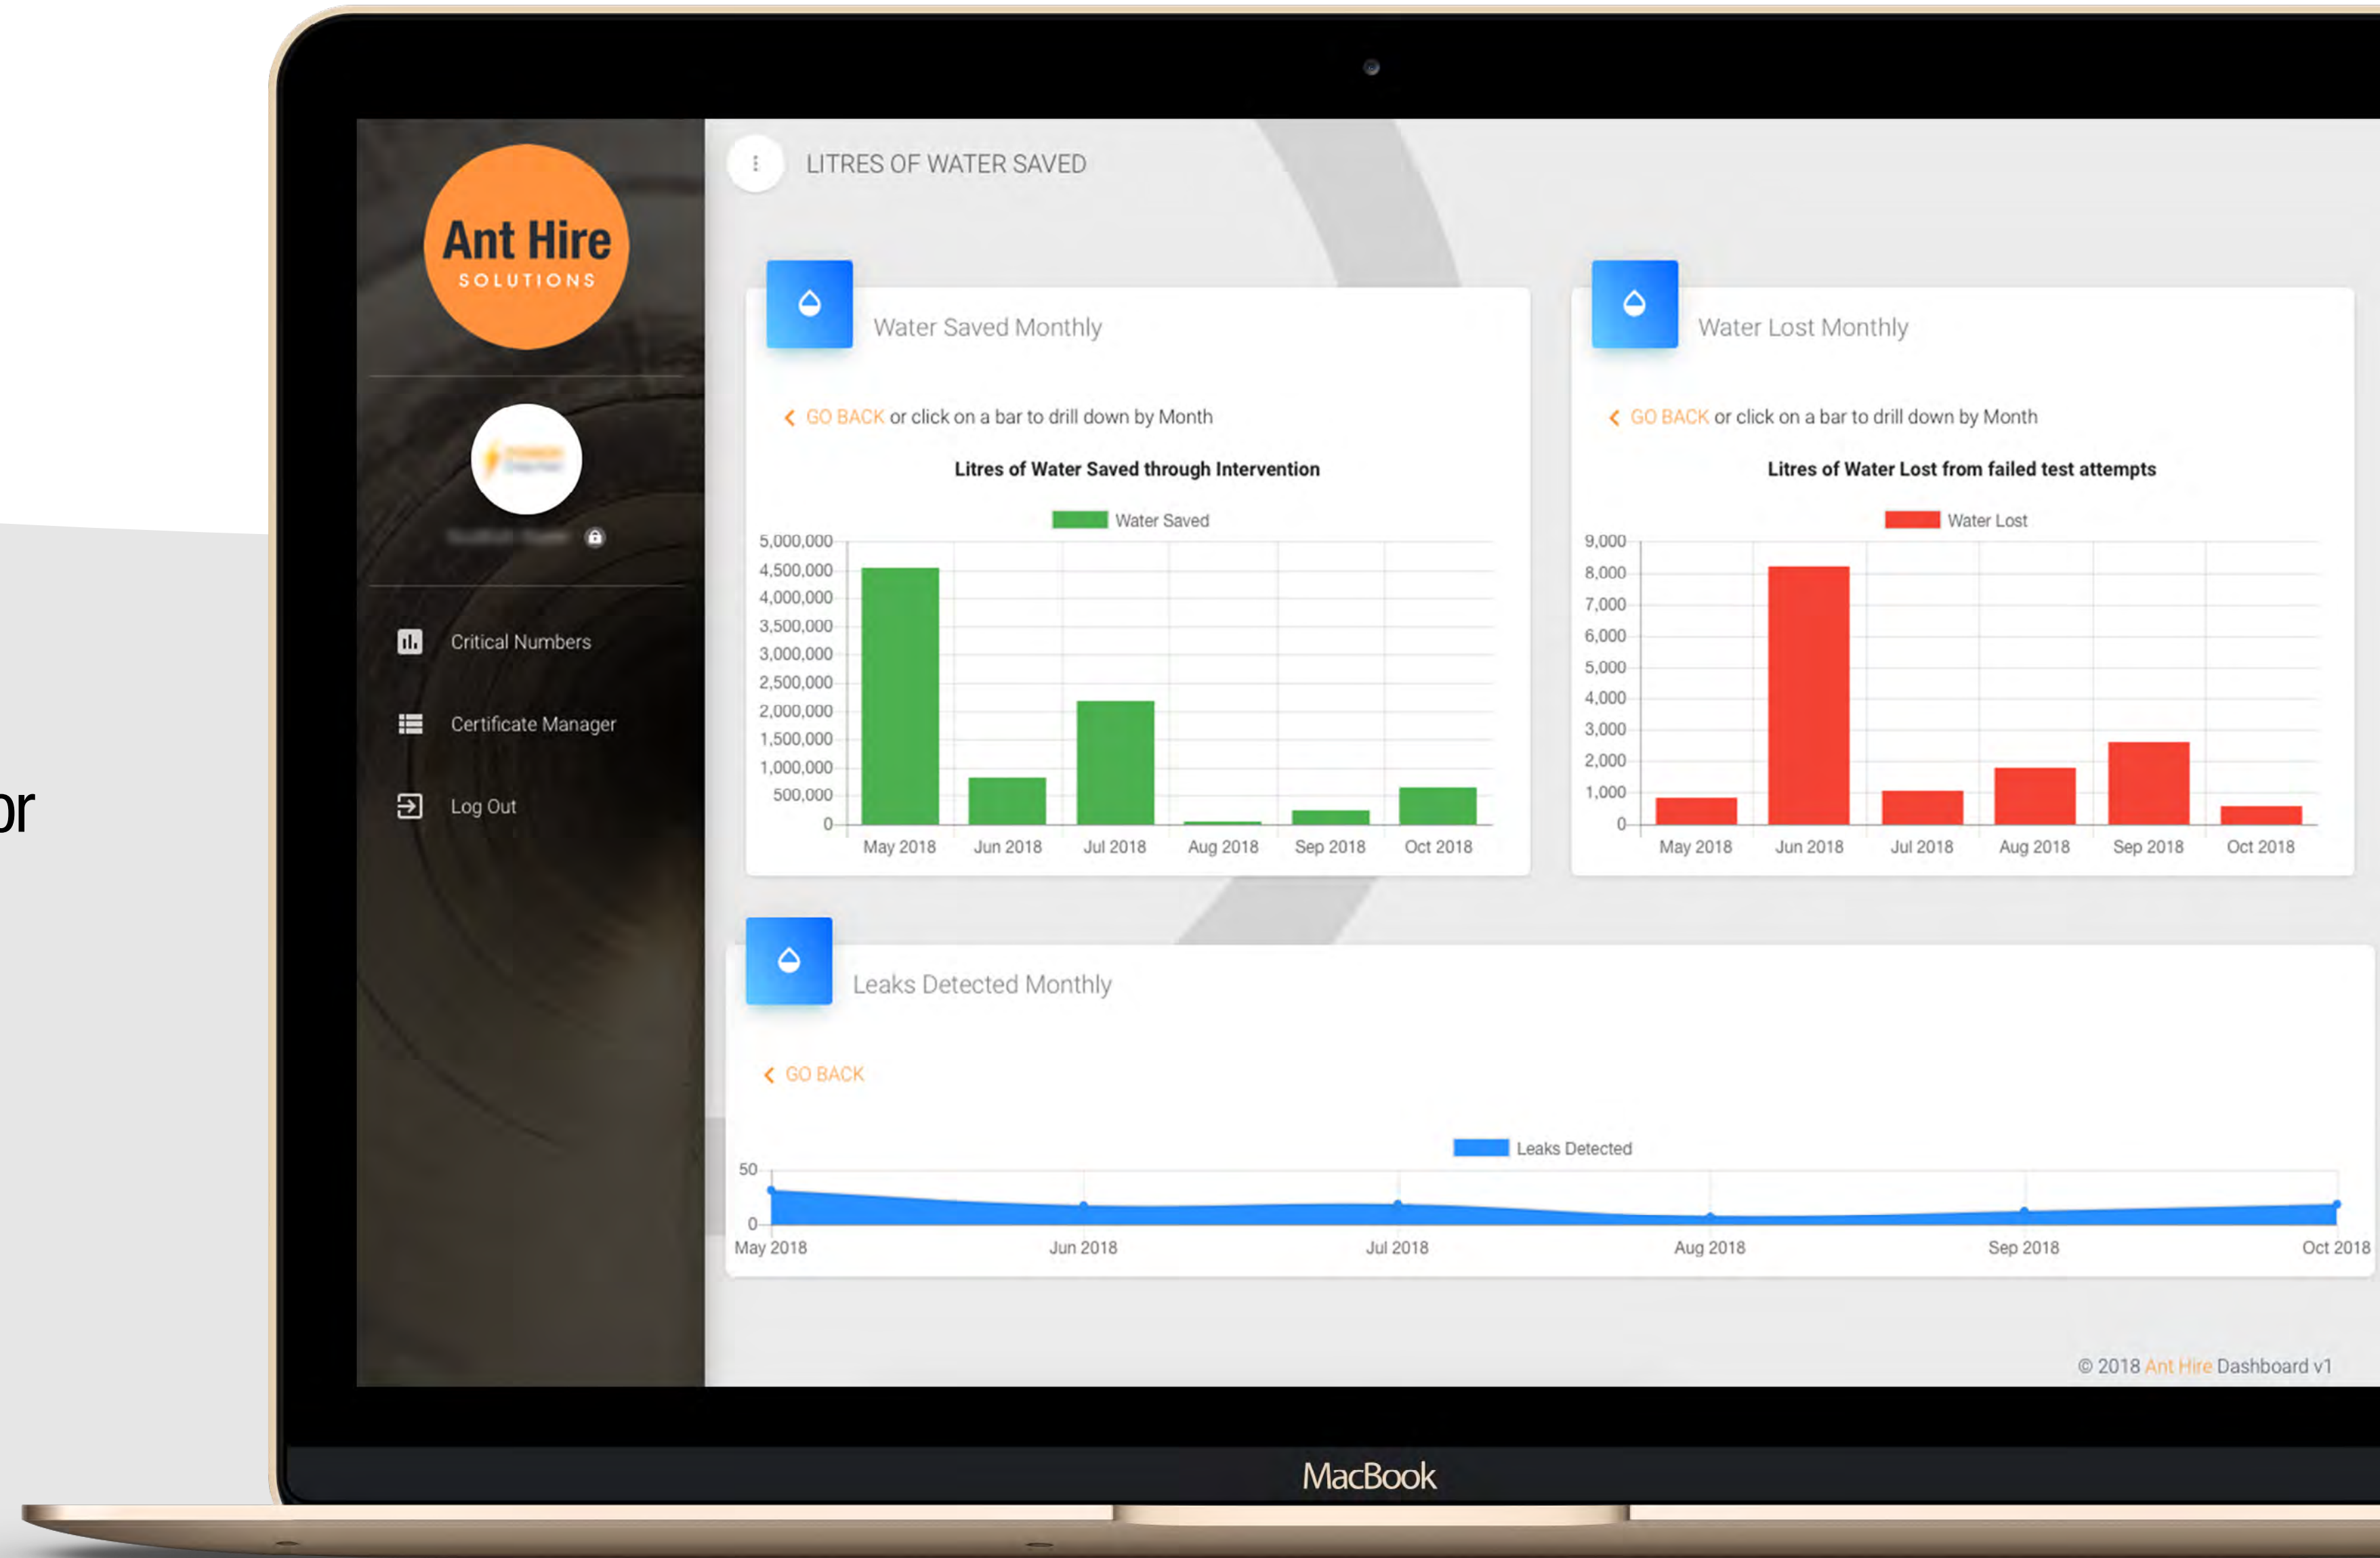 or
Ant Hire
SOLUTIONS
Critical Numbers
Certificate Manager
Log Out
LITRES OF WATER SAVED
Water Saved Monthly
GO BACK or click on a bar to drill down by Month
Litres of Water Saved through Intervention
Water Saved
5,000,000
4,500,000
4,000,000
3,500,000
3,000,000
2,500,000
2,000,000
1,500,000
1,000,000
500,000
0
May 2018 Jun 2018 Jul 2018 Aug 2018 Sep 2018 Oct 2018
Water Lost Monthly
GO BACK or click on a bar to drill down by Month
Litres of Water Lost from failed test attempts
Water Lost
9,000
8,000
7,000
6,000
5,000
4,000
3,000
2,000
1,000
0
May 2018 Jun 2018 Jul 2018 Aug 2018 Sep 2018 Oct 2018
Leaks Detected Monthly
GO BACK
Leaks Detected
50
0
May 2018 Jun 2018 Jul 2018 Aug 2018 Sep 2018 Oct 2018
© 2018 Ant Hire Dashboard v1
MacBook